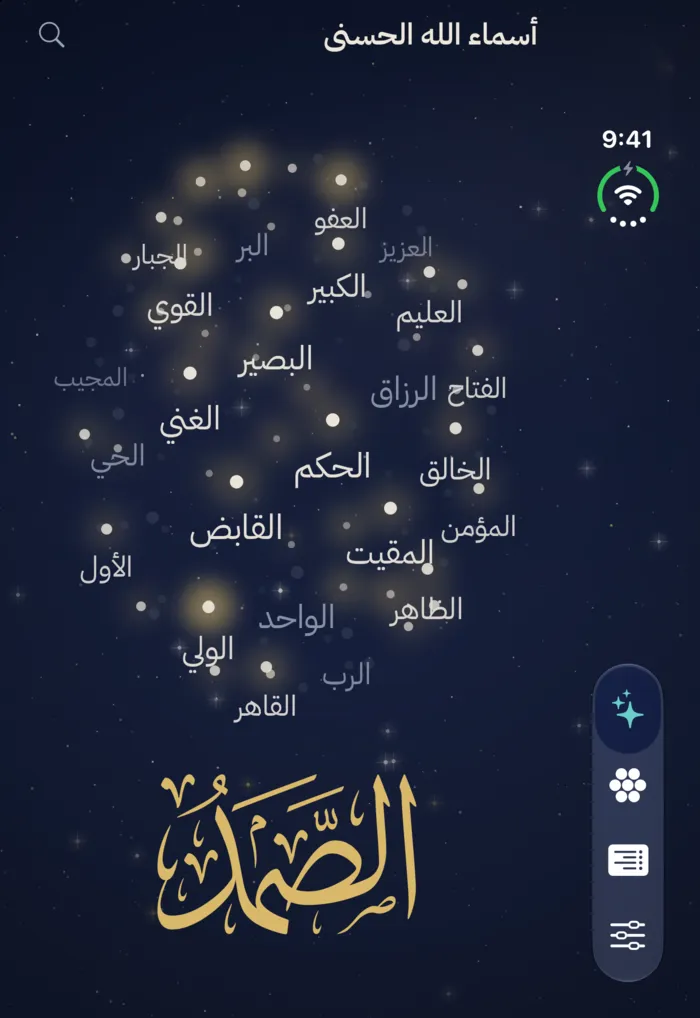 أسماء الله الحسنى
9:41
العفو
البر
العزيز
الجبار
الكبير
القوي
العليم
البصير
المجيب
الفتاح
الرزاق
الغني
الحي
الخالق
الحكم
القابض
المؤمن
المقيت
الأول
الظاهر
الواحد
الولي
الرب
القاهر
الصَّمَدُ